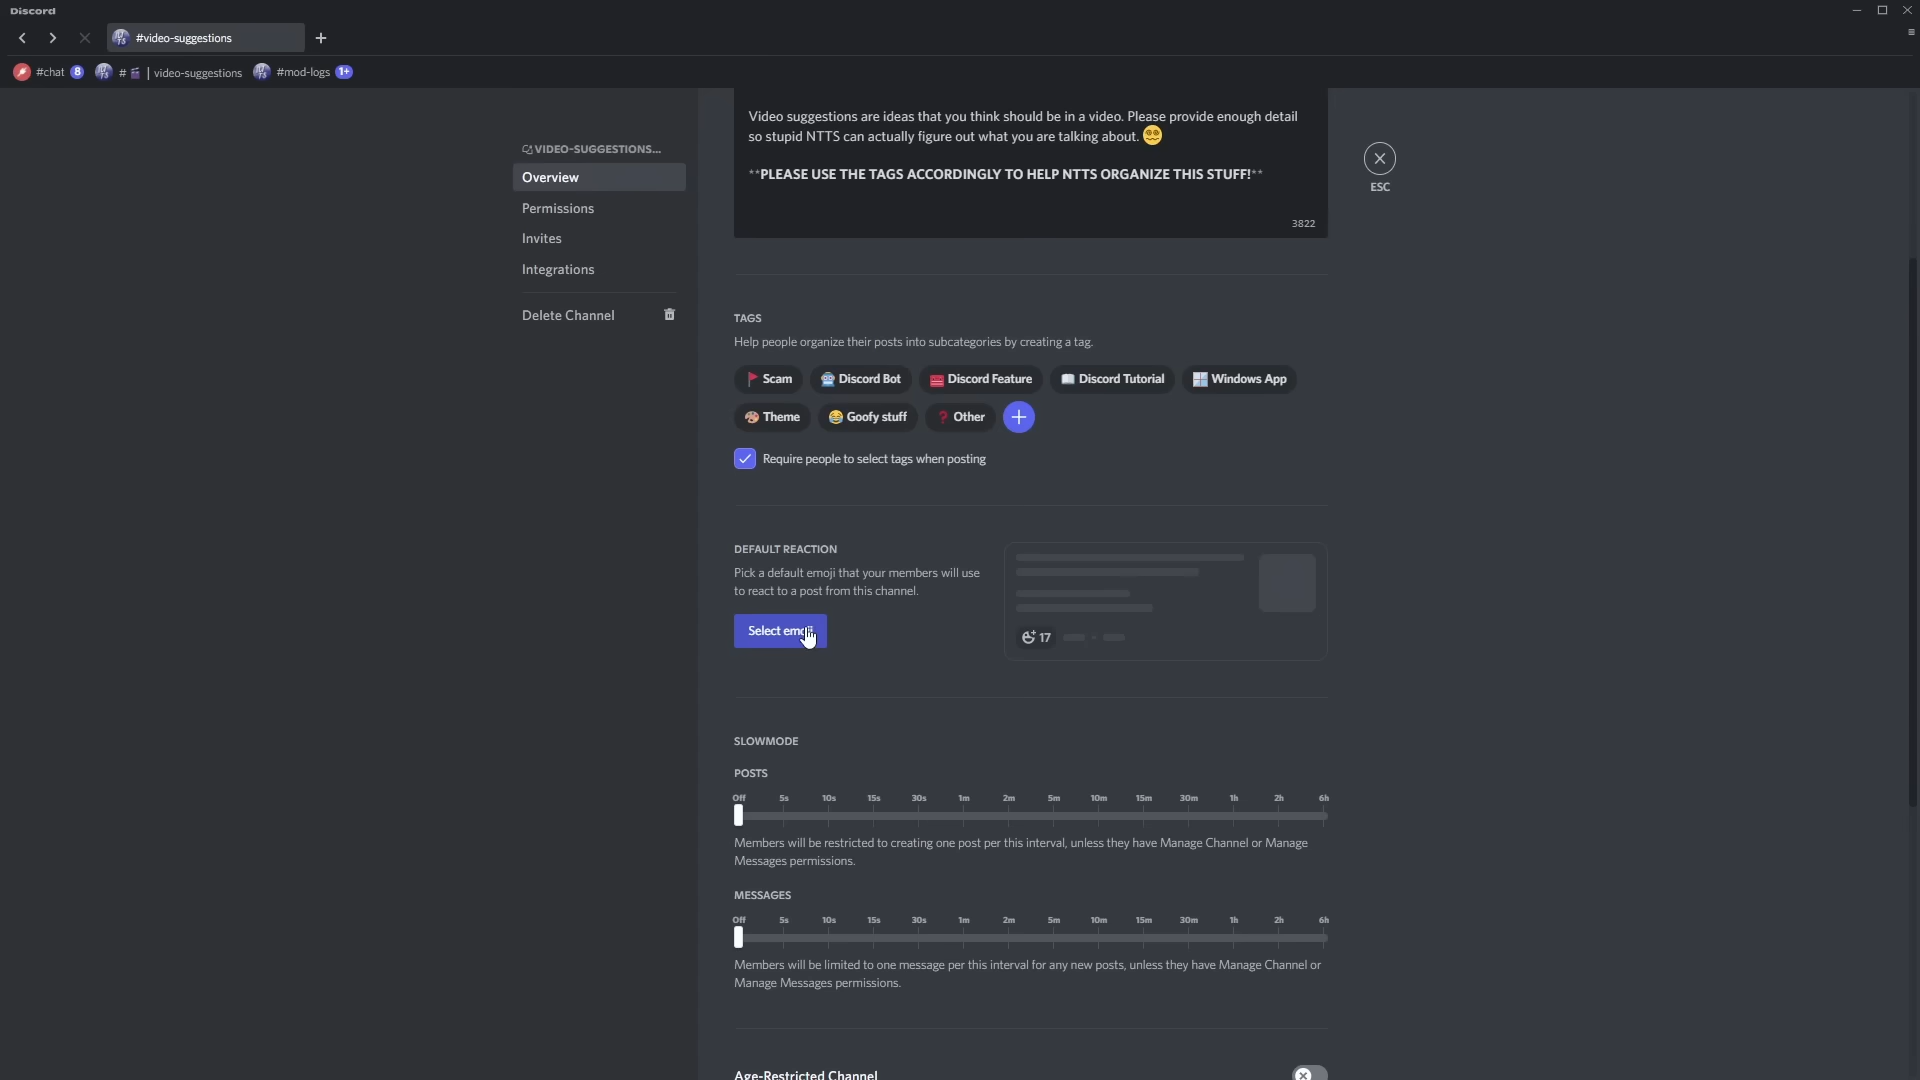 Discord
#video-suggestions
#chat 8 # | video-suggestions #mod-logs 1+
Video suggestions are ideas that you think should be in a video. Please provide enough detail
so stupid NTTS can actually figure out what you are talking about.
**PLEASE USE THE TAGS ACCORDINGLY TO HELP NTTS ORGANIZE THIS STUFF!**
3822
VIDEO-SUGGESTIONS...
Overview
Permissions
Invites
Integrations
Delete Channel
ESC
TAGS
Help people organize their posts into subcategories by creating a tag.
Scam Discord Bot Discord Feature Discord Tutorial Windows App
Theme Goofy stuff Other
Require people to select tags when posting
DEFAULT REACTION
Pick a default emoji that your members will use
to react to a post from this channel.
Select emoji
17
SLOWMODE
POSTS
Off 5s 10s 15s 30s 1m 2m 5m 10m 15m 30m 1h 2h 6h
Members will be restricted to creating one post per this interval, unless they have Manage Channel or Manage
Messages permissions.
MESSAGES
Off 5s 10s 15s 30s 1m 2m 5m 10m 15m 30m 1h 2h 6h
Members will be limited to one message per this interval for any new posts, unless they have Manage Channel or
Manage Messages permissions.
Age-Restricted Channel